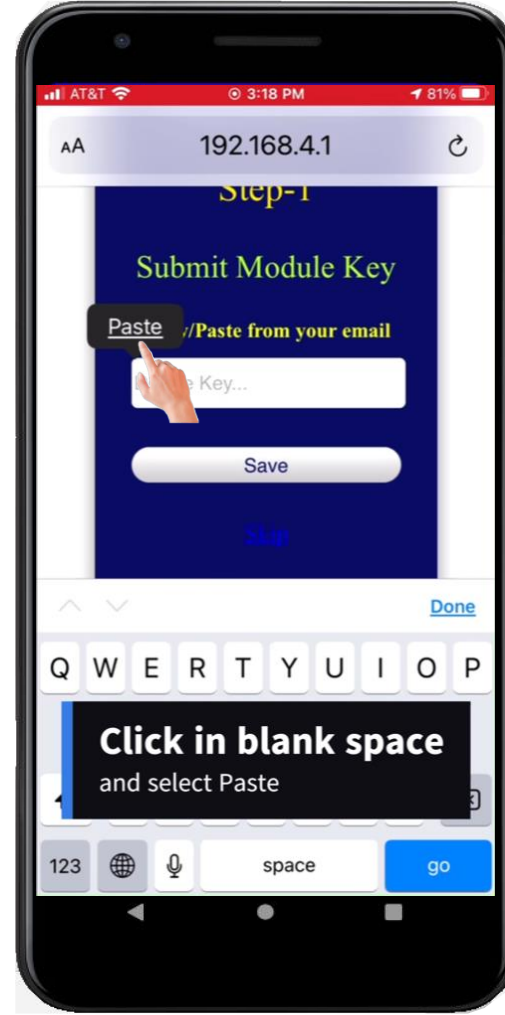 AT&T 3:18 PM 81%
AA 192.168.4.1
Step-1
Submit Module Key
Paste /Paste from your email
Key...
Save
Skip
Done
Q W E R T Y U I O P
Click in blank space
and select Paste
123 space go